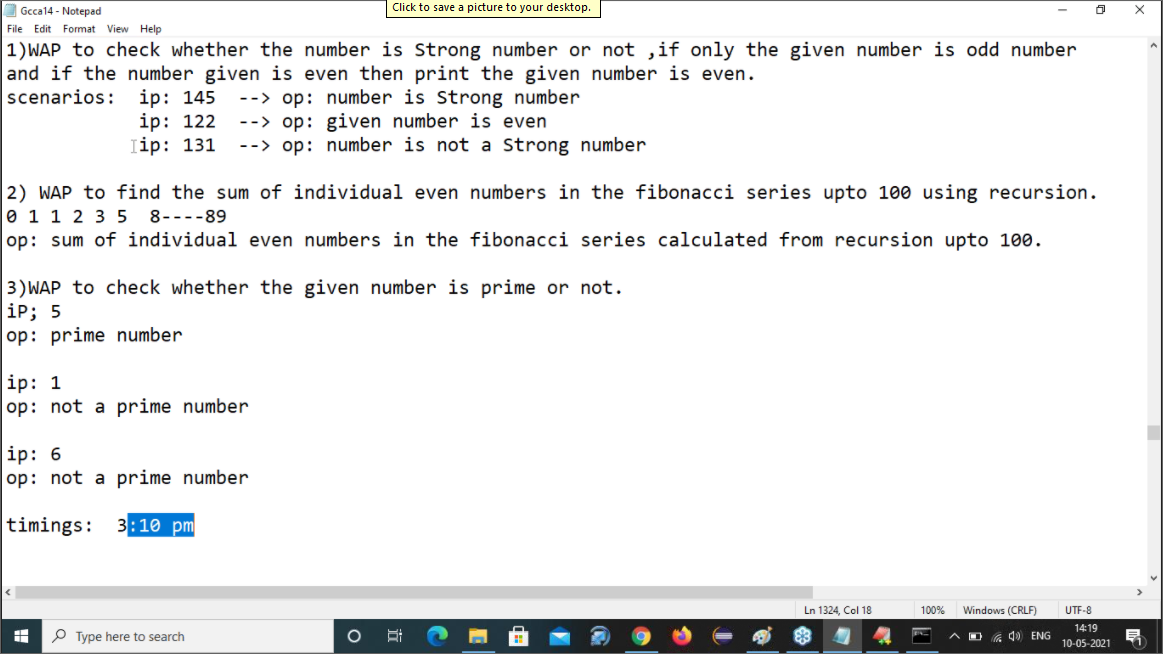 Click to save a picture to your desktop.
Gcca14 - Notepad
File Edit Format View Help
1)WAP to check whether the number is Strong number or not ,if only the given number is odd number
and if the number given is even then print the given number is even.
scenarios: ip: 145 --> op: number is Strong number
ip: 122 --> op: given number is even
ip: 131 --> op: number is not a Strong number
2) WAP to find the sum of individual even numbers in the fibonacci series upto 100 using recursion.
0 1 1 2 3 5 8----89
op: sum of individual even numbers in the fibonacci series calculated from recursion upto 100.
3)WAP to check whether the given number is prime or not.
iP; 5
op: prime number
ip: 1
op: not a prime number
ip: 6
op: not a prime number
timings: 3:10 pm
Ln 1324, Col 18 100% Windows (CRLF) UTF-8
Type here to search
ENG
14:19
10-05-2021
1